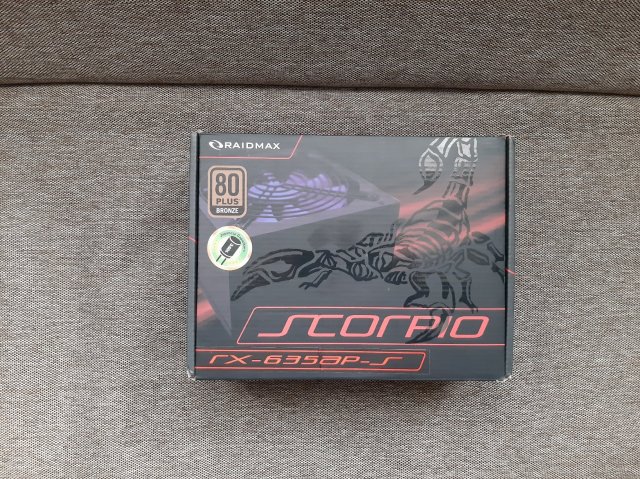 RAIDMAX
80
PLUS
BRONZE
SCORPIO
RX-635AP-S